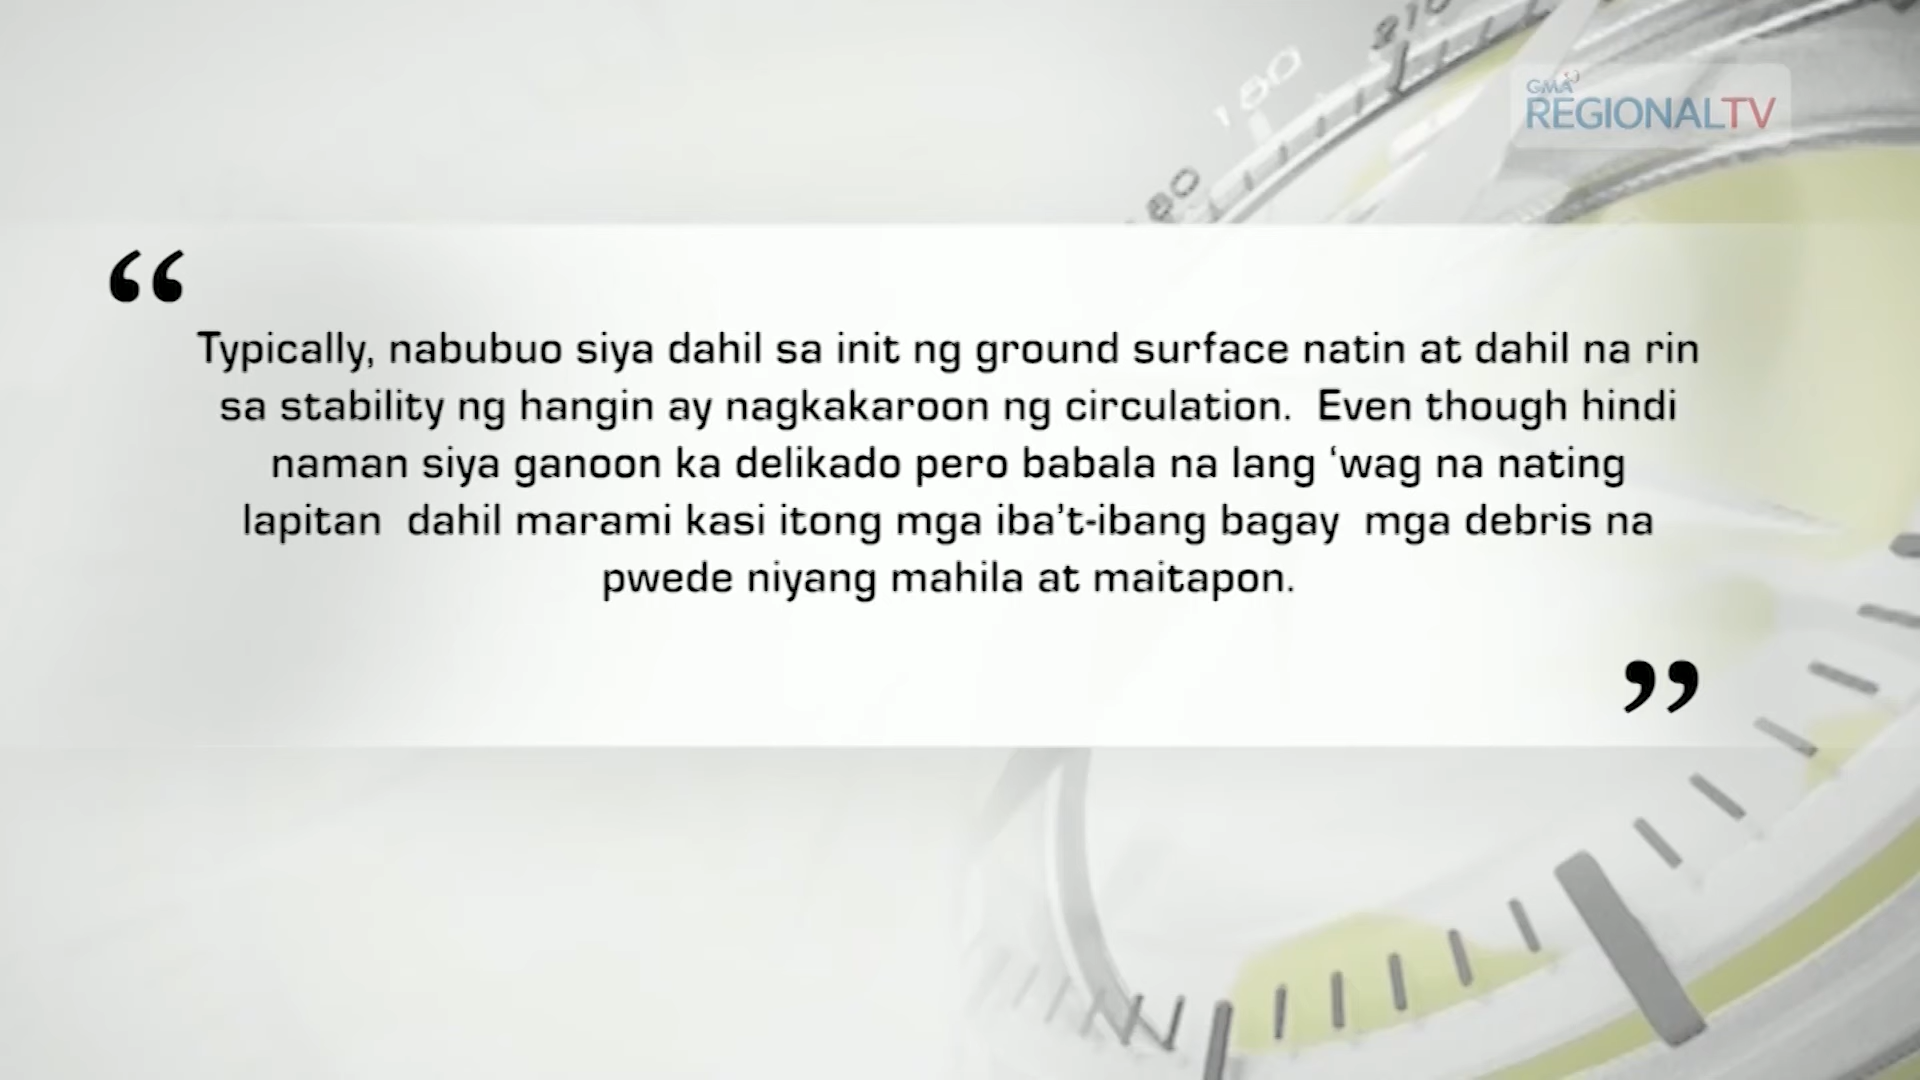 210
180
GMA
REGIONALTV
“
Typically, nabubuo siya dahil sa init ng ground surface natin at dahil na rin
sa stability ng hangin ay nagkakaroon ng circulation.  Even though hindi
naman siya ganoon ka delikado pero babala na lang ‘wag na nating
lapitan  dahil marami kasi itong mga iba’t-ibang bagay  mga debris na
pwede niyang mahila at maitapon.
”